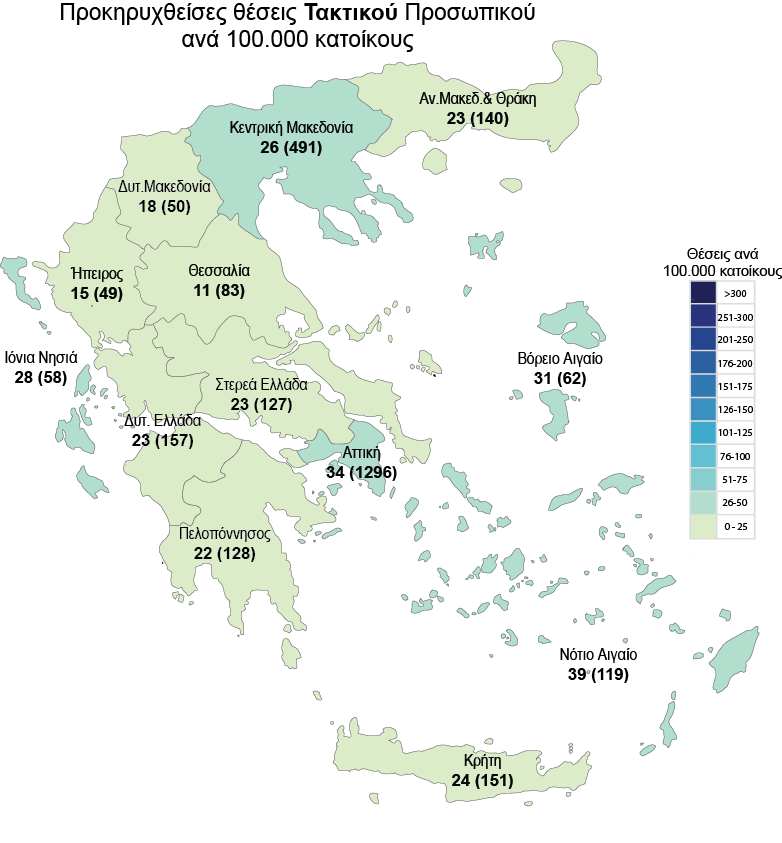 Προκηρυχθείσες θέσεις Τακτικού Προσωπικού
ανά 100.000 κατοίκους
Αν.Μακεδ.& Θράκη
23 (140)
Κεντρική Μακεδονία
26 (491)
Δυτ.Μακεδονία
18 (50)
Ήπειρος
15 (49)
Θεσσαλία
11 (83)
Ιόνια Νησιά
28 (58)
Στερεά Ελλάδα
23 (127)
Δυτ. Ελλάδα
23 (157)
Αττική
34 (1296)
Βόρειο Αιγαίο
31 (62)
Πελοπόννησος
22 (128)
Νότιο Αιγαίο
39 (119)
Κρήτη
24 (151)
Θέσεις ανά
100.000 κατοίκους
>300
251-300
201-250
176-200
151-175
126-150
101-125
76-100
51-75
26-50
0 - 25